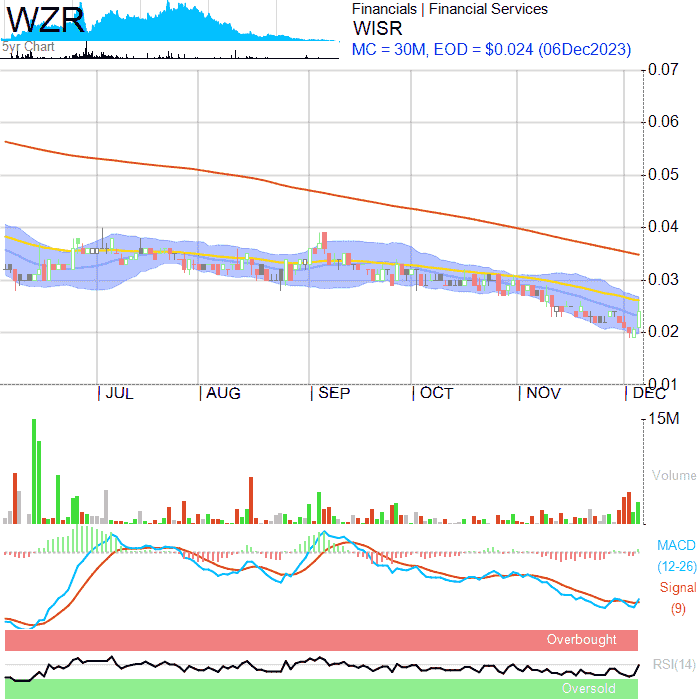 WZR
5yr Chart
Financials | Financial Services
WISR
MC = 30M, EOD = $0.024 (06Dec2023)
0.07
0.06
0.05
0.04
0.03
0.02
0.01
JUL AUG SEP OCT NOV DEC
15M
Volume
MACD
(12-26)
Signal
(9)
Overbought
RSI(14)
Oversold